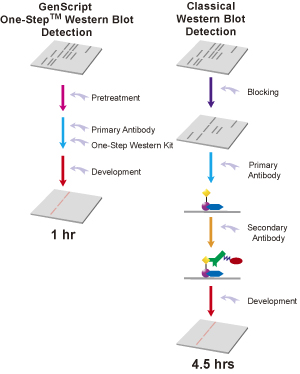 GenScript
One-Step™ Western Blot
Detection
Pretreatment
Primary Antibody
One-Step Western Kit
Development
1 hr
Classical
Western Blot
Detection
Blocking
Primary
Antibody
Secondary
Antibody
Development
4.5 hrs